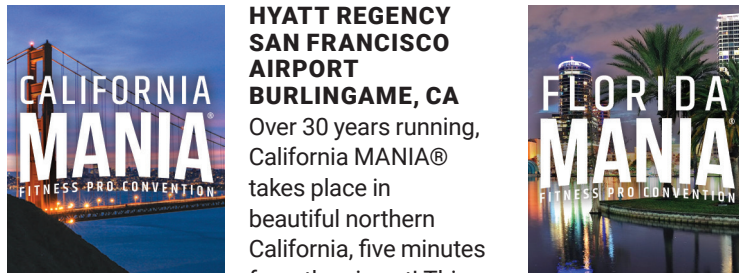 CALIFORNIA
MANIA®
FITNESS PRO CONVENTION
HYATT REGENCY
SAN FRANCISCO
AIRPORT
BURLINGAME, CA
Over 30 years running,
California MANIA®
takes place in
beautiful northern
California, five minutes
FLORIDA
MANIA®
FITNESS PRO CONVENTION